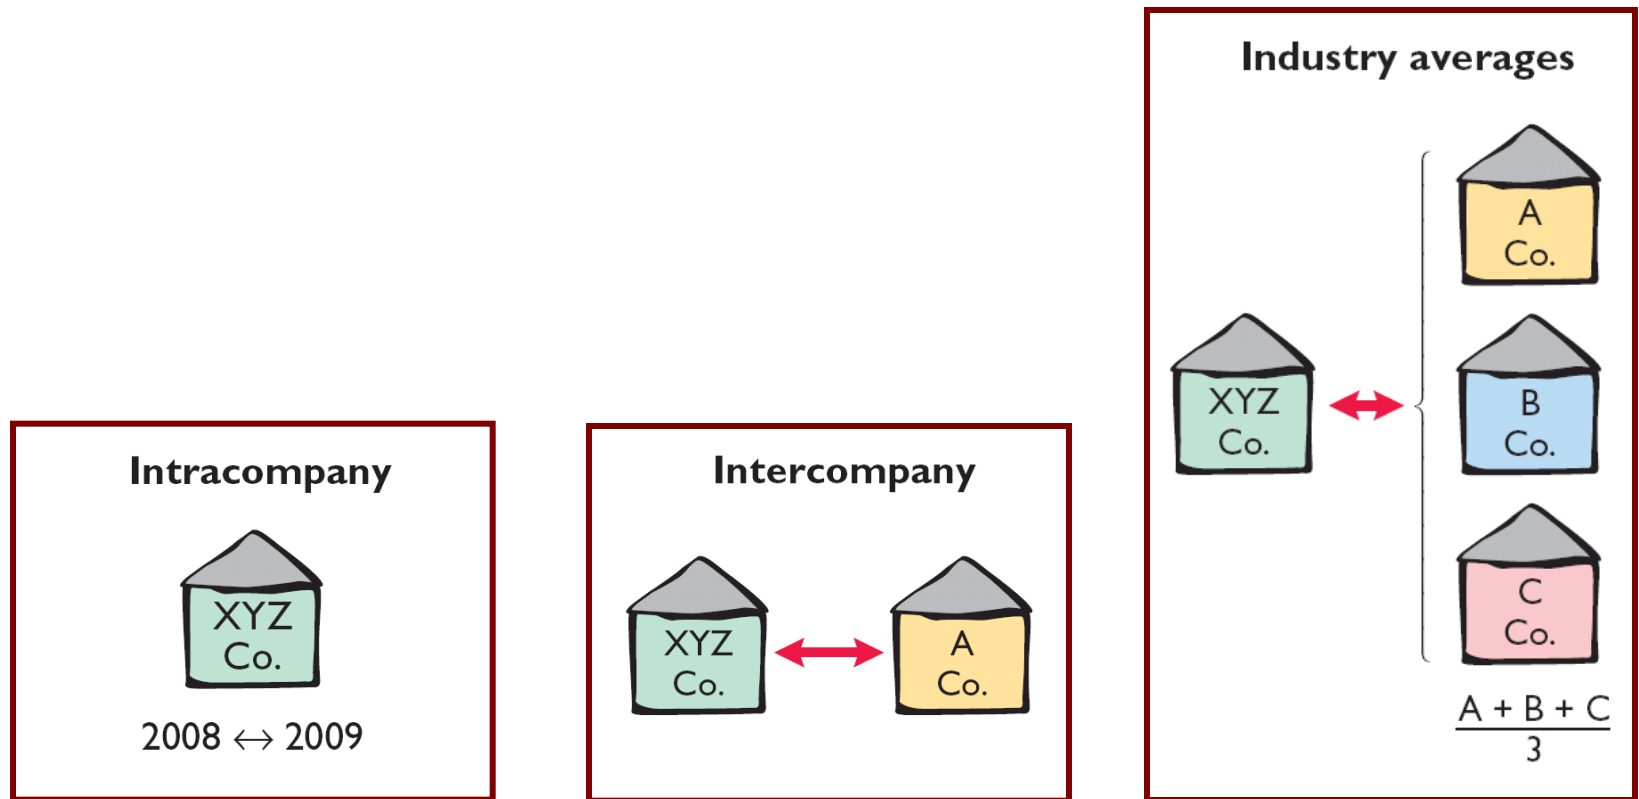 Intracompany
XYZ
Co.
2008 ↔ 2009
Intercompany
XYZ
Co.
A
Co.
Industry averages
XYZ
Co.
A
Co.
B
Co.
C
Co.
A + B + C
3